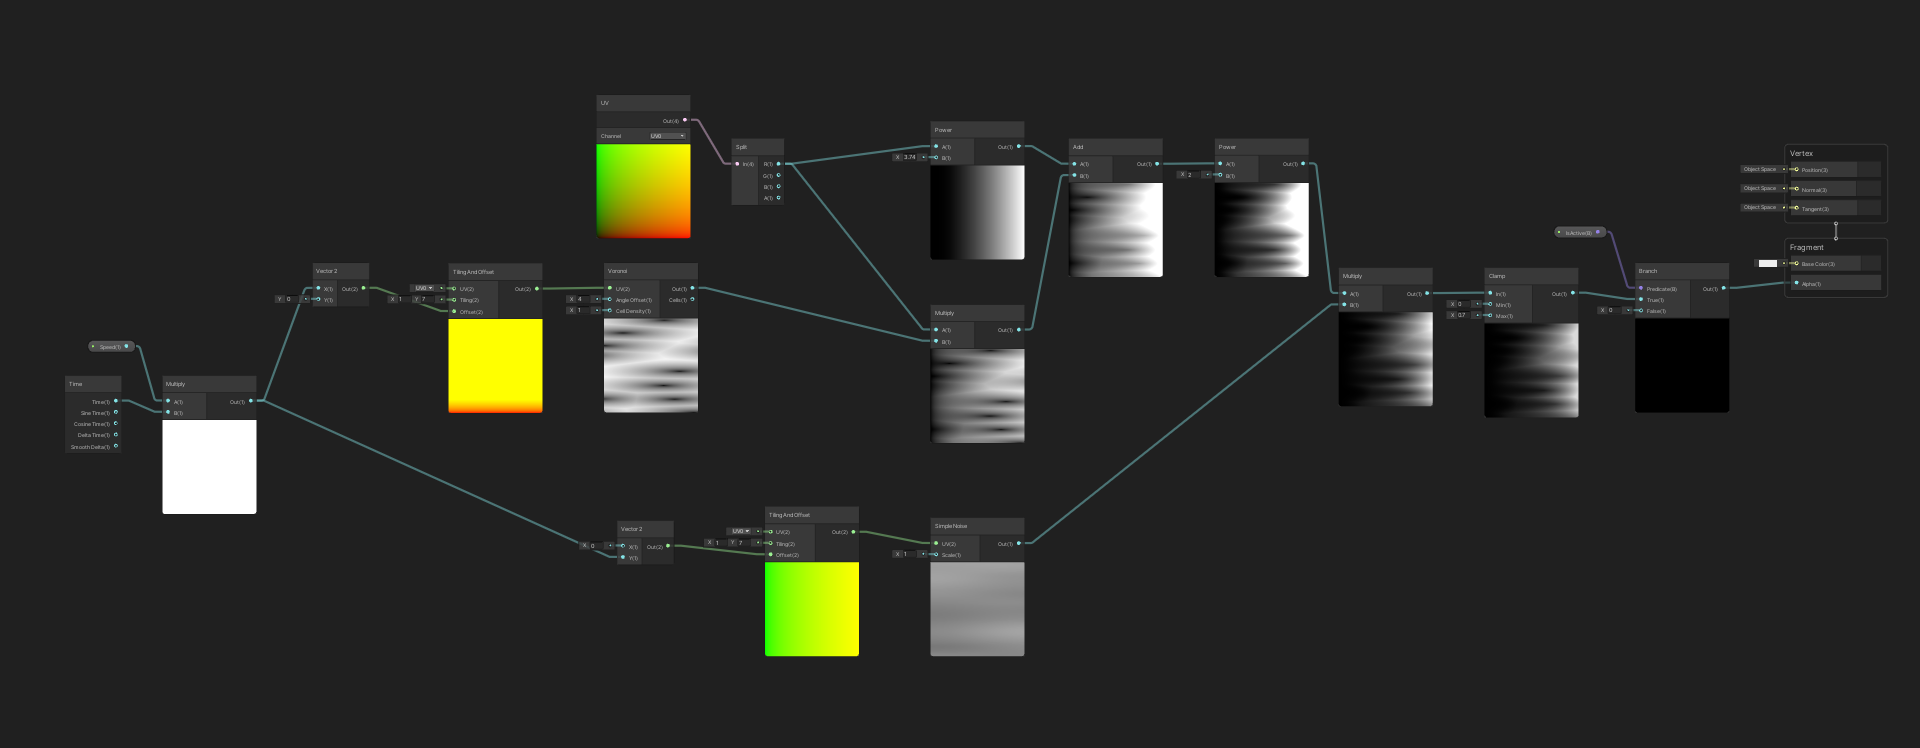 UV
Out(4)
Channel
UV0
Split
In(4)
R(1)
G(1)
B(1)
A(1)
Power
A(1)
Out(1)
X 3.74
B(1)
Add
A(1)
Out(1)
B(1)
Power
A(1)
Out(1)
X 2
B(1)
Vertex
Object Space
Position(3)
Object Space
Normal(3)
Object Space
Tangent(3)
Fragment
Base Color(3)
Alpha(1)
IsActive(B)
Branch
Predicate(B)
Out(1)
True(1)
X 0
False(1)
Vector 2
X(1)
Out(2)
Y 0
Y(1)
Tiling And Offset
UV0
UV(2)
Out(2)
X 1 Y 7
Tiling(2)
Offset(2)
Voronoi
UV(2)
Out(1)
X 4
Angle Offset(1)
Cells(1)
X 1
Cell Density(1)
Multiply
A(1)
Out(1)
B(1)
Multiply
A(1)
Out(1)
B(1)
Clamp
In(1)
Out(1)
X 0
Min(1)
X 0.7
Max(1)
Speed(1)
Time
Time(1)
Sine Time(1)
Cosine Time(1)
Delta Time(1)
Smooth Delta(1)
Multiply
A(1)
Out(1)
B(1)
Vector 2
X 0
X(1)
Out(2)
Y(1)
Tiling And Offset
UV0
UV(2)
Out(2)
X 1 Y 7
Tiling(2)
Offset(2)
Simple Noise
UV(2)
Out(1)
X 1
Scale(1)